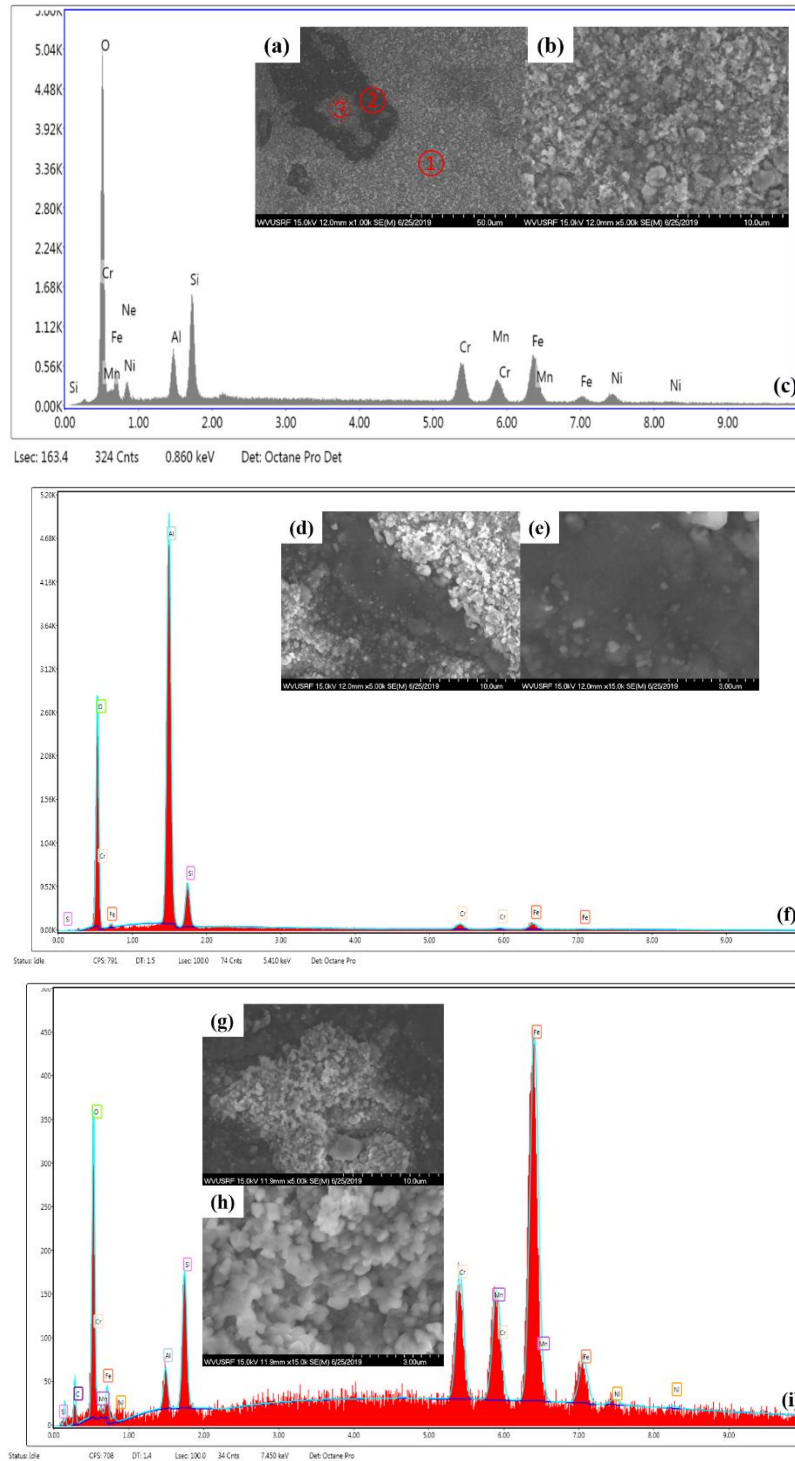 5.04K
4.48K
3.92K
3.36K
2.80K
2.24K
1.68K
1.12K
0.56K
0.00K
O
Cr
Ne
Fe
Mn
Ni
Si
Al
Si
Cr
Mn
Cr
Fe
Mn
Fe
Ni
Ni
(a)
(b)
③
②
①
WVUSRF 15.0kV 12.0mm x1.00k SE(M) 6/25/2019 50.0um
WVUSRF 15.0kV 12.0mm x5.00k SE(M) 6/25/2019 10.0um
(c)
0.00 1.00 2.00 3.00 4.00 5.00 6.00 7.00 8.00 9.00
Lsec: 163.4 324 Cnts 0.860 keV Det: Octane Pro Det
5.20K
4.68K
4.16K
3.64K
3.12K
2.60K
2.08K
1.56K
1.04K
0.52K
0.00K
Al
O
Cr
Si
Fe
Si
Cr
Cr
Fe
Fe
(d)
(e)
WVUSRF 15.0kV 12.0mm x5.00k SE(M) 6/25/2019 10.0um
WVUSRF 15.0kV 12.0mm x15.0k SE(M) 6/25/2019 3.00um
(f)
0.00 1.00 2.00 3.00 4.00 5.00 6.00 7.00 8.00 9.00
Status: Idle CPS: 791 DT: 1.5 Lsec: 100.0 74 Cnts 5.410 keV Det: Octane Pro
450
400
350
300
250
200
150
100
50
0
(g)
WVUSRF 15.0kV 11.9mm x5.00k SE(M) 6/25/2019 10.0um
(h)
WVUSRF 15.0kV 11.9mm x15.0k SE(M) 6/25/2019 3.00um
Fe
O
Si
Cr
Mn
Cr
Cr
Mn
Al
Fe
Fe
C
Mn
Ni
Si
Ni
Ni
(i)
0.00 1.00 2.00 3.00 4.00 5.00 6.00 7.00 8.00 9.00
Status: Idle CPS: 708 DT: 1.4 Lsec: 100.0 34 Cnts 7.450 keV Det: Octane Pro